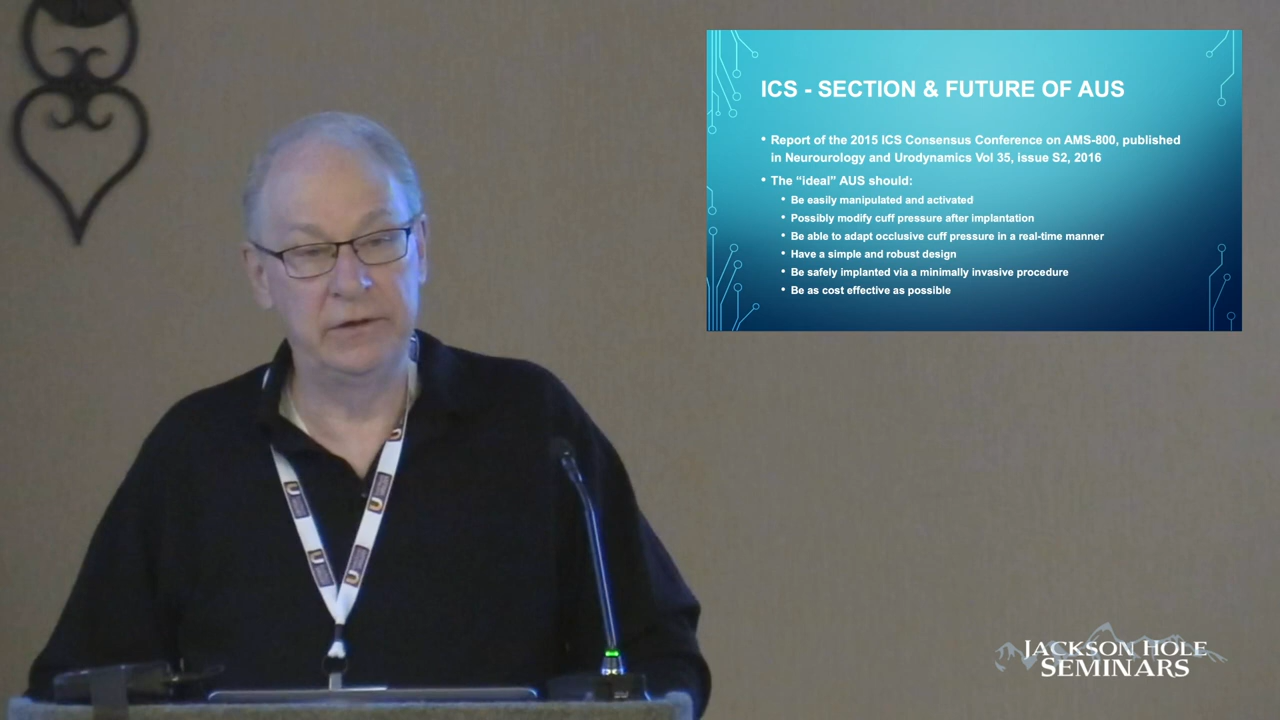 ICS - SECTION & FUTURE OF AUS
• Report of the 2015 ICS Consensus Conference on AMS-800, published
in Neurourology and Urodynamics Vol 35, issue S2, 2016
• The “ideal” AUS should:
• Be easily manipulated and activated
• Possibly modify cuff pressure after implantation
• Be able to adapt occlusive cuff pressure in a real-time manner
• Have a simple and robust design
• Be safely implanted via a minimally invasive procedure
• Be as cost effective as possible
JACKSON HOLE
SEMINARS